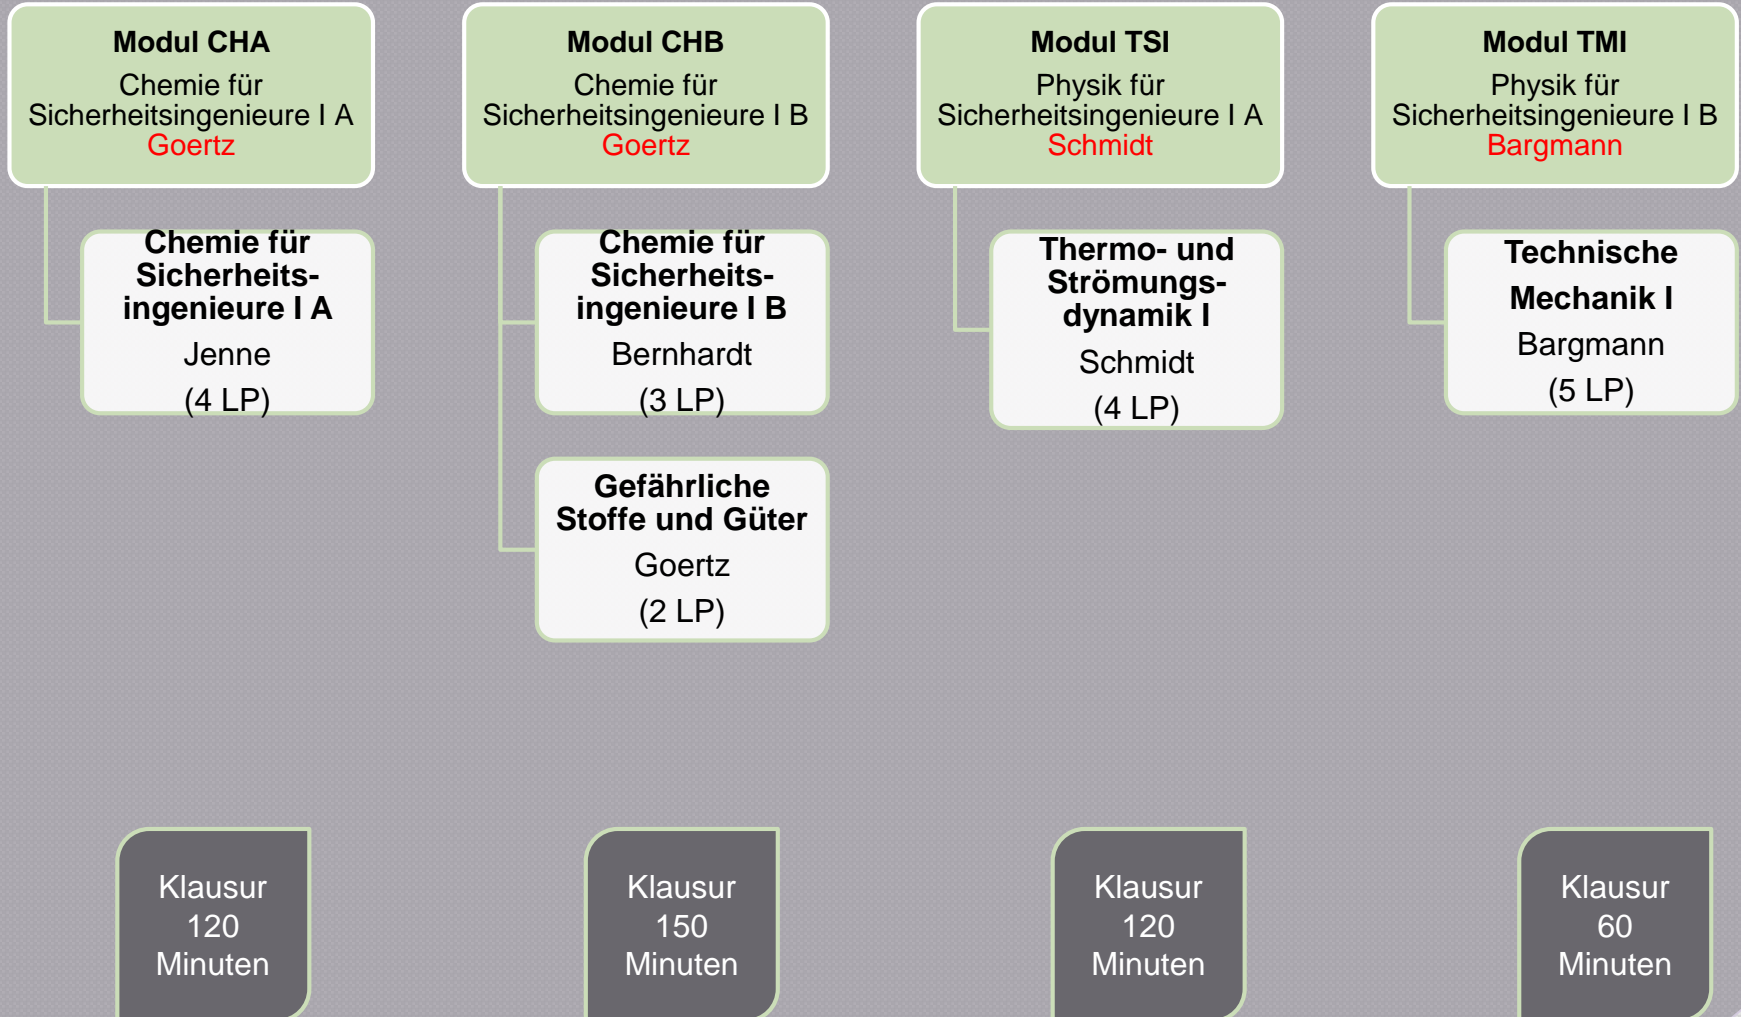 Modul CHA
Chemie für
Sicherheitsingenieure I A
Goertz
Chemie für
Sicherheits-
ingenieure I A
Jenne
(4 LP)
Modul CHB
Chemie für
Sicherheitsingenieure I B
Goertz
Chemie für
Sicherheits-
ingenieure I B
Bernhardt
(3 LP)
Gefährliche
Stoffe und Güter
Goertz
(2 LP)
Modul TSI
Physik für
Sicherheitsingenieure I A
Schmidt
Thermo- und
Strömungs-
dynamik I
Schmidt
(4 LP)
Modul TMI
Physik für
Sicherheitsingenieure I B
Bargmann
Technische
Mechanik I
Bargmann
(5 LP)
Klausur
120
Minuten
Klausur
150
Minuten
Klausur
120
Minuten
Klausur
60
Minuten